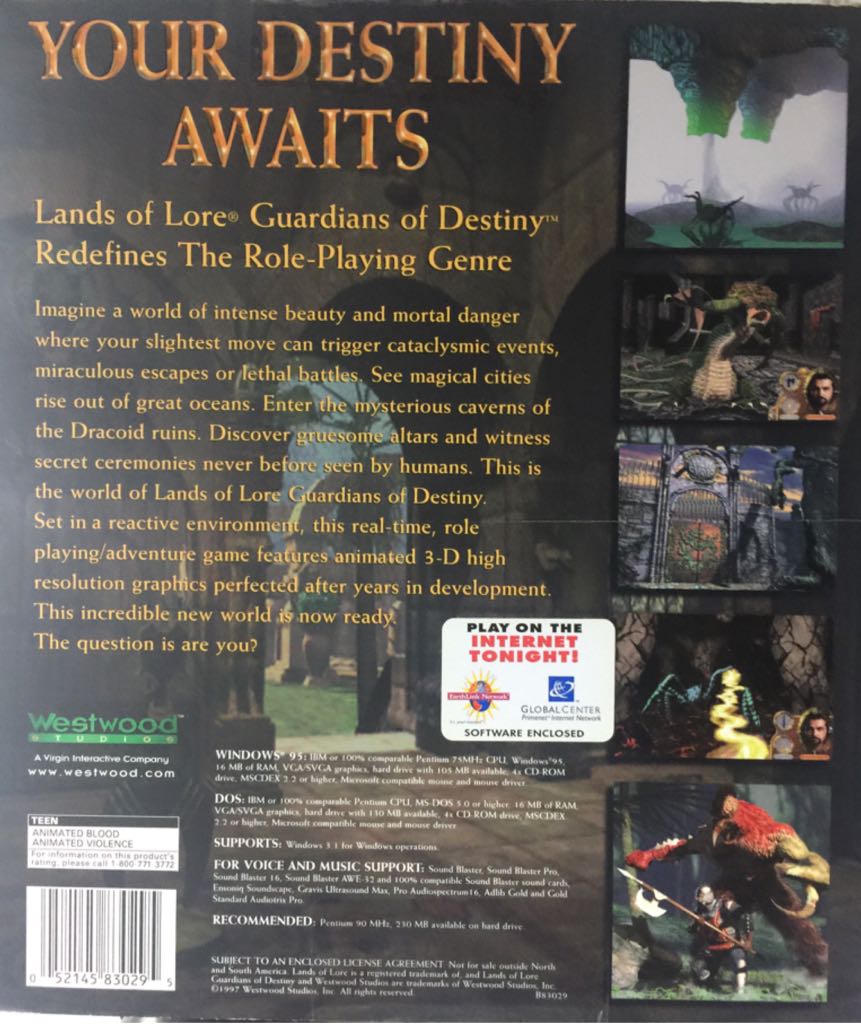 YOUR DESTINY
AWAITS
Lands of Lore® Guardians of Destiny™
Redefines The Role-Playing Genre
Imagine a world of intense beauty and mortal danger
where your slightest move can trigger cataclysmic events,
miraculous escapes or lethal battles. See magical cities
rise out of great oceans. Enter the mysterious caverns of
the Dracoid ruins. Discover gruesome altars and witness
secret ceremonies never before seen by humans. This is
the world of Lands of Lore Guardians of Destiny.
Set in a reactive environment, this real-time, role
playing/adventure game features animated 3-D high
resolution graphics perfected after years in development.
This incredible new world is now ready.
The question is are you?
PLAY ON THE
INTERNET
TONIGHT!
EarthLink Network
it's your internet
GLOBALCENTER
Primenet Internet Network
SOFTWARE ENCLOSED
Westwood™
STUDIOS
A Virgin Interactive Company
www.westwood.com
WINDOWS® 95: IBM or 100% comparable Pentium 75MHz CPU, Windows®95,
16 MB of RAM, VGA/SVGA graphics, hard drive with 105 MB available, 4x CD-ROM
drive, MSCDEX 2.2 or higher, Microsoft compatible mouse and mouse driver.
DOS: IBM or 100% comparable Pentium CPU, MS-DOS 5.0 or higher, 16 MB of RAM,
VGA/SVGA graphics, hard drive with 130 MB available, 4x CD-ROM drive, MSCDEX
2.2 or higher, Microsoft compatible mouse and mouse driver
SUPPORTS: Windows 3.1 for Windows operations.
FOR VOICE AND MUSIC SUPPORT: Sound Blaster, Sound Blaster Pro,
Sound Blaster 16, Sound Blaster AWE-32 and 100% compatible Sound Blaster sound cards,
Ensoniq Soundscape, Gravis Ultrasound Max, Pro Audiospectrum16, Adlib Gold and Gold
Standard Audiotrix Pro.
RECOMMENDED: Pentium 90 MHz, 230 MB available on hard drive
TEEN
ANIMATED BLOOD
ANIMATED VIOLENCE
For information on this product's
rating, please call 1-800-771-3772
0 52145 83029 5
SUBJECT TO AN ENCLOSED LICENSE AGREEMENT. Not for sale outside North
and South America. Lands of Lore is a registered trademark of, and Lands of Lore
Guardians of Destiny and Westwood Studios are trademarks of Westwood Studios, Inc.
©1997 Westwood Studios, Inc. All rights reserved.
B83029